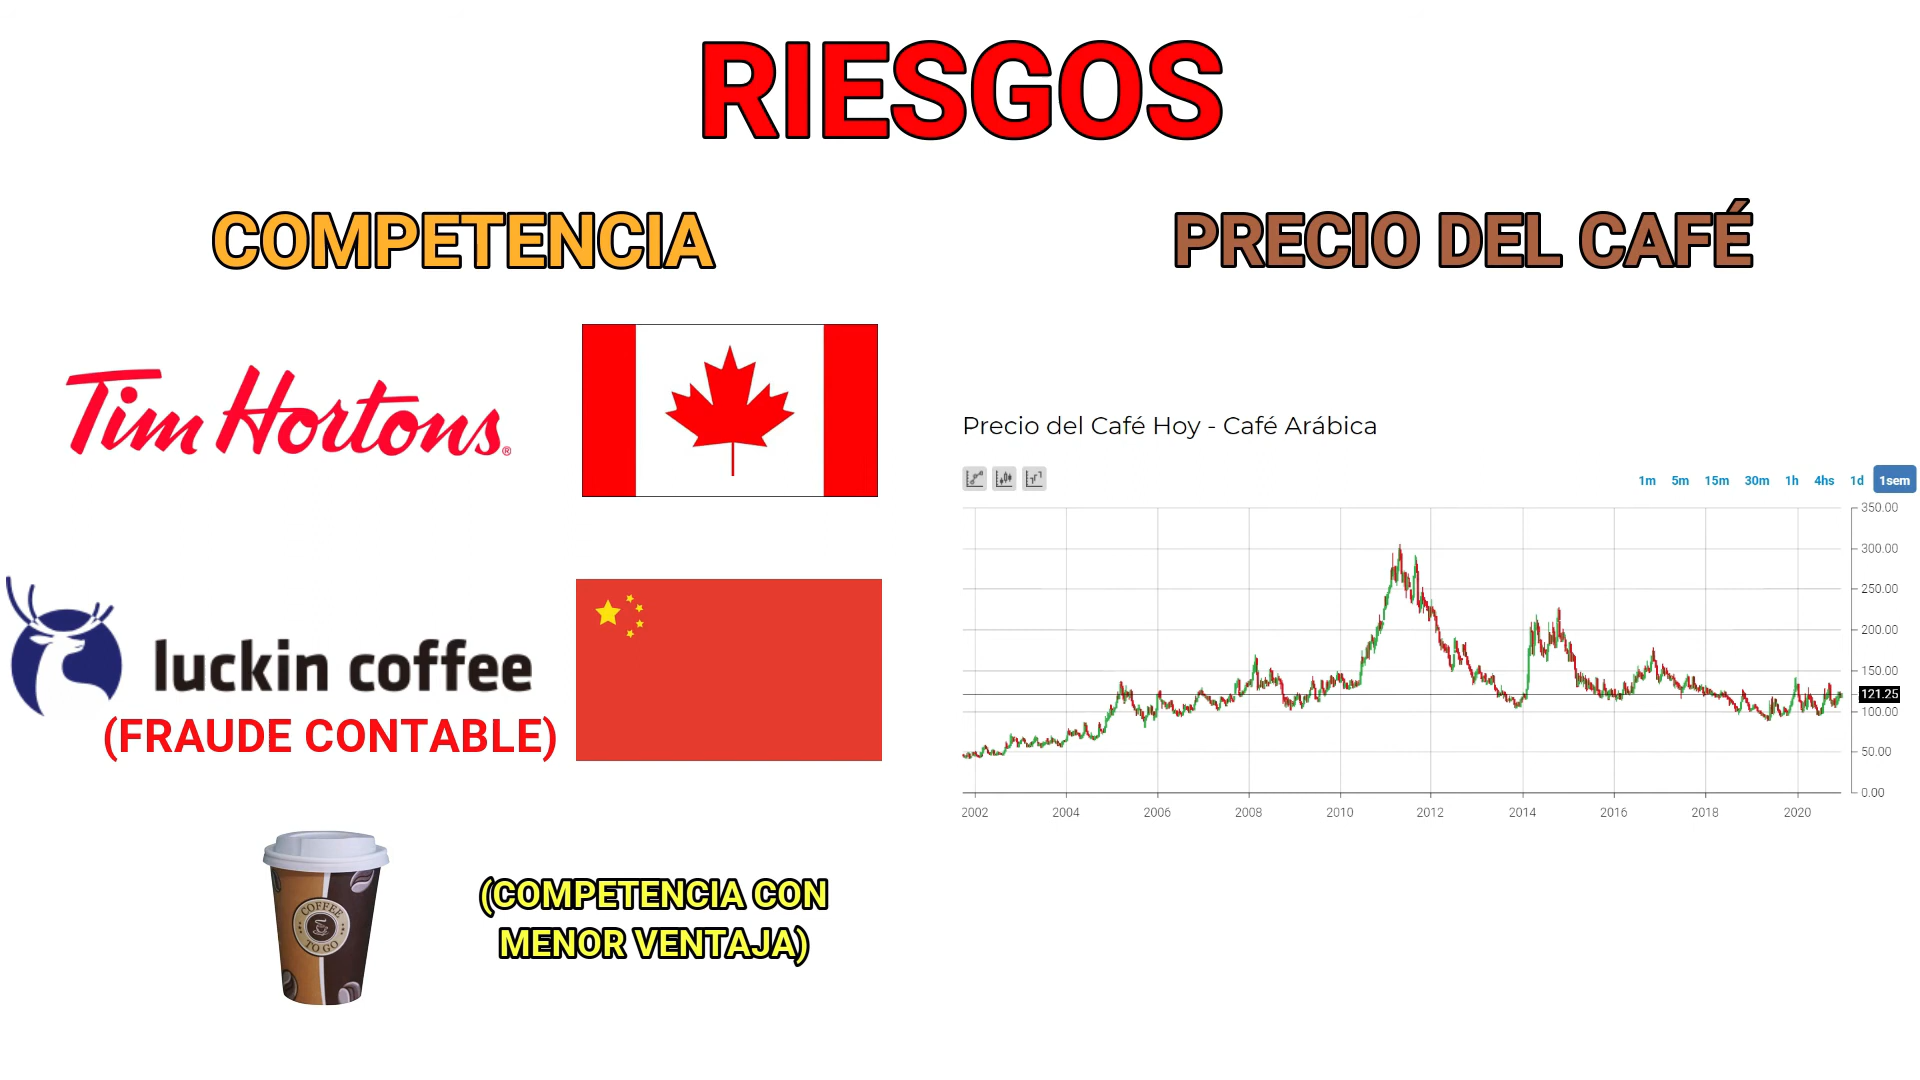 RIESGOS
COMPETENCIA
Tim Hortons®
luckin coffee
(FRAUDE CONTABLE)
COFFEE
TO GO
(COMPETENCIA CON
MENOR VENTAJA)
PRECIO DEL CAFÉ
Precio del Café Hoy - Café Arábica
1m 5m 15m 30m 1h 4hs 1d 1sem
350.00
300.00
250.00
200.00
150.00
121.25
100.00
50.00
0.00
2002 2004 2006 2008 2010 2012 2014 2016 2018 2020